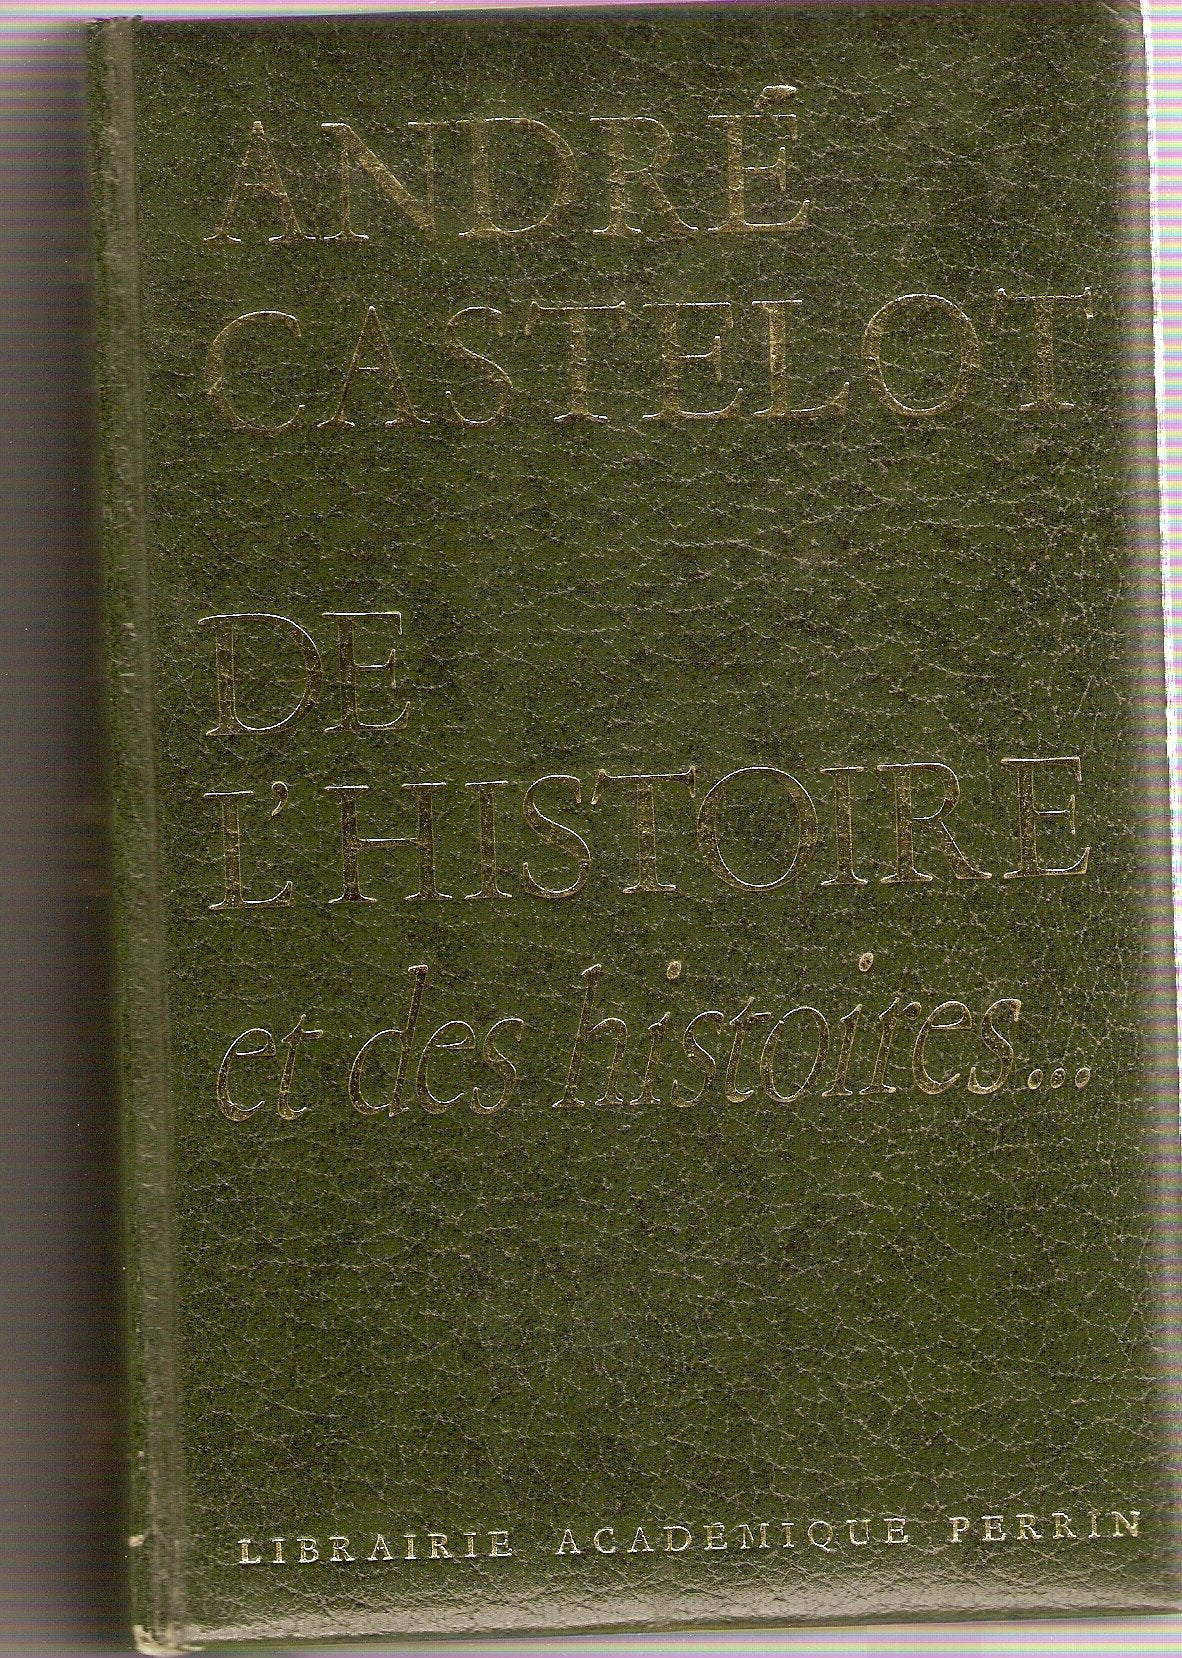 ANDRÉ
CASTELOT
DE
L'HISTOIRE
et des histoires...
LIBRAIRIE ACADÉMIQUE PERRIN